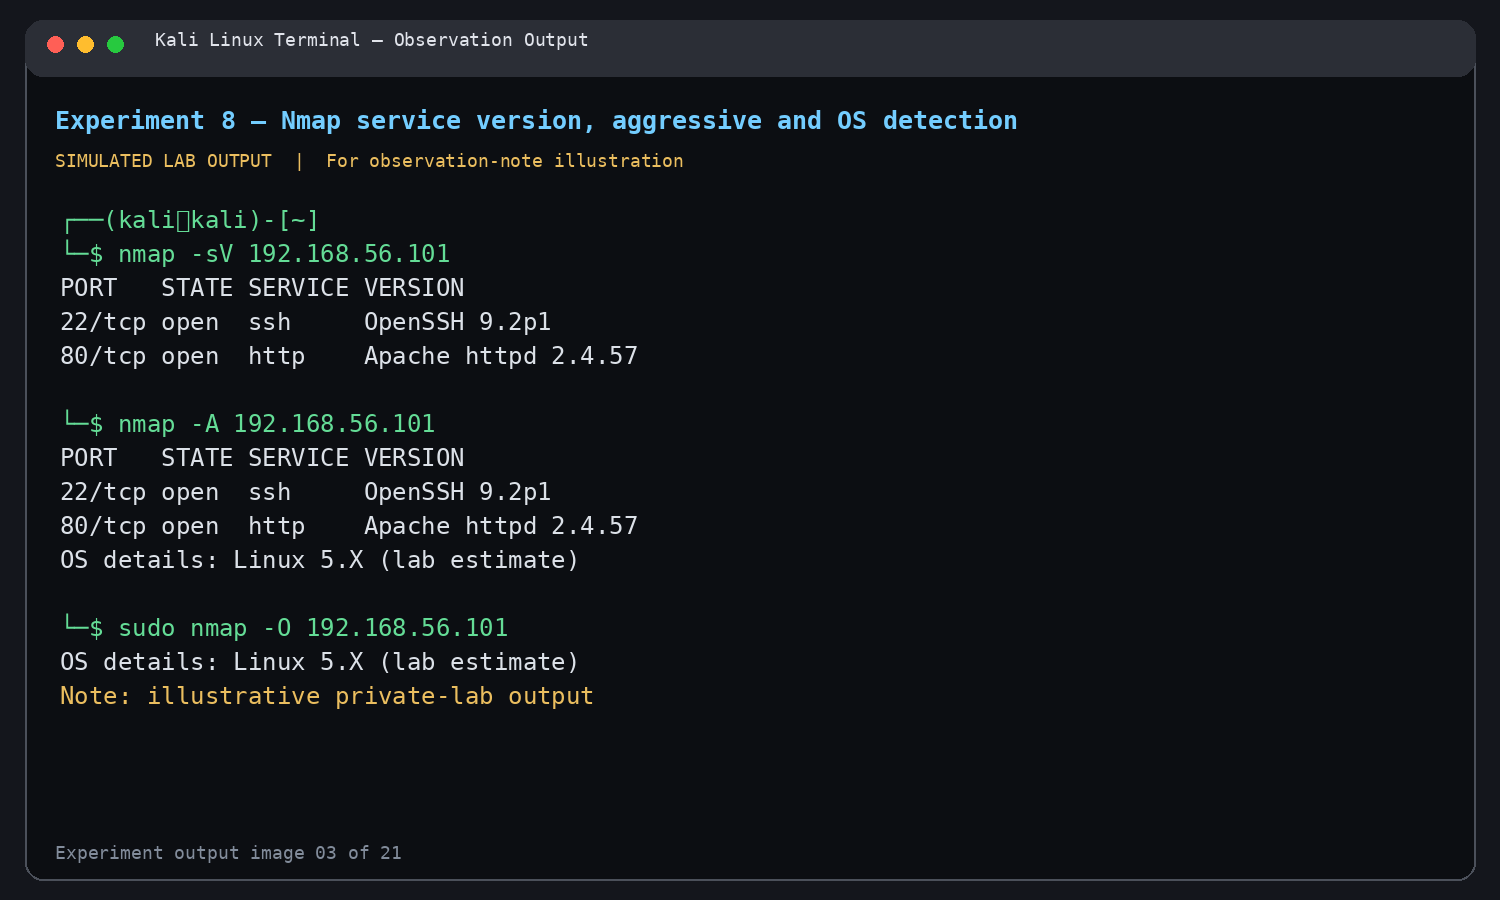 Kali Linux Terminal — Observation Output
Experiment 8 — Nmap service version, aggressive and OS detection
SIMULATED LAB OUTPUT | For observation-note illustration
┌──(kali▯kali)-[~]
└─$ nmap -sV 192.168.56.101
PORT   STATE SERVICE VERSION
22/tcp open  ssh     OpenSSH 9.2p1
80/tcp open  http    Apache httpd 2.4.57
└─$ nmap -A 192.168.56.101
PORT   STATE SERVICE VERSION
22/tcp open  ssh     OpenSSH 9.2p1
80/tcp open  http    Apache httpd 2.4.57
OS details: Linux 5.X (lab estimate)
└─$ sudo nmap -O 192.168.56.101
OS details: Linux 5.X (lab estimate)
Note: illustrative private-lab output
Experiment output image 03 of 21